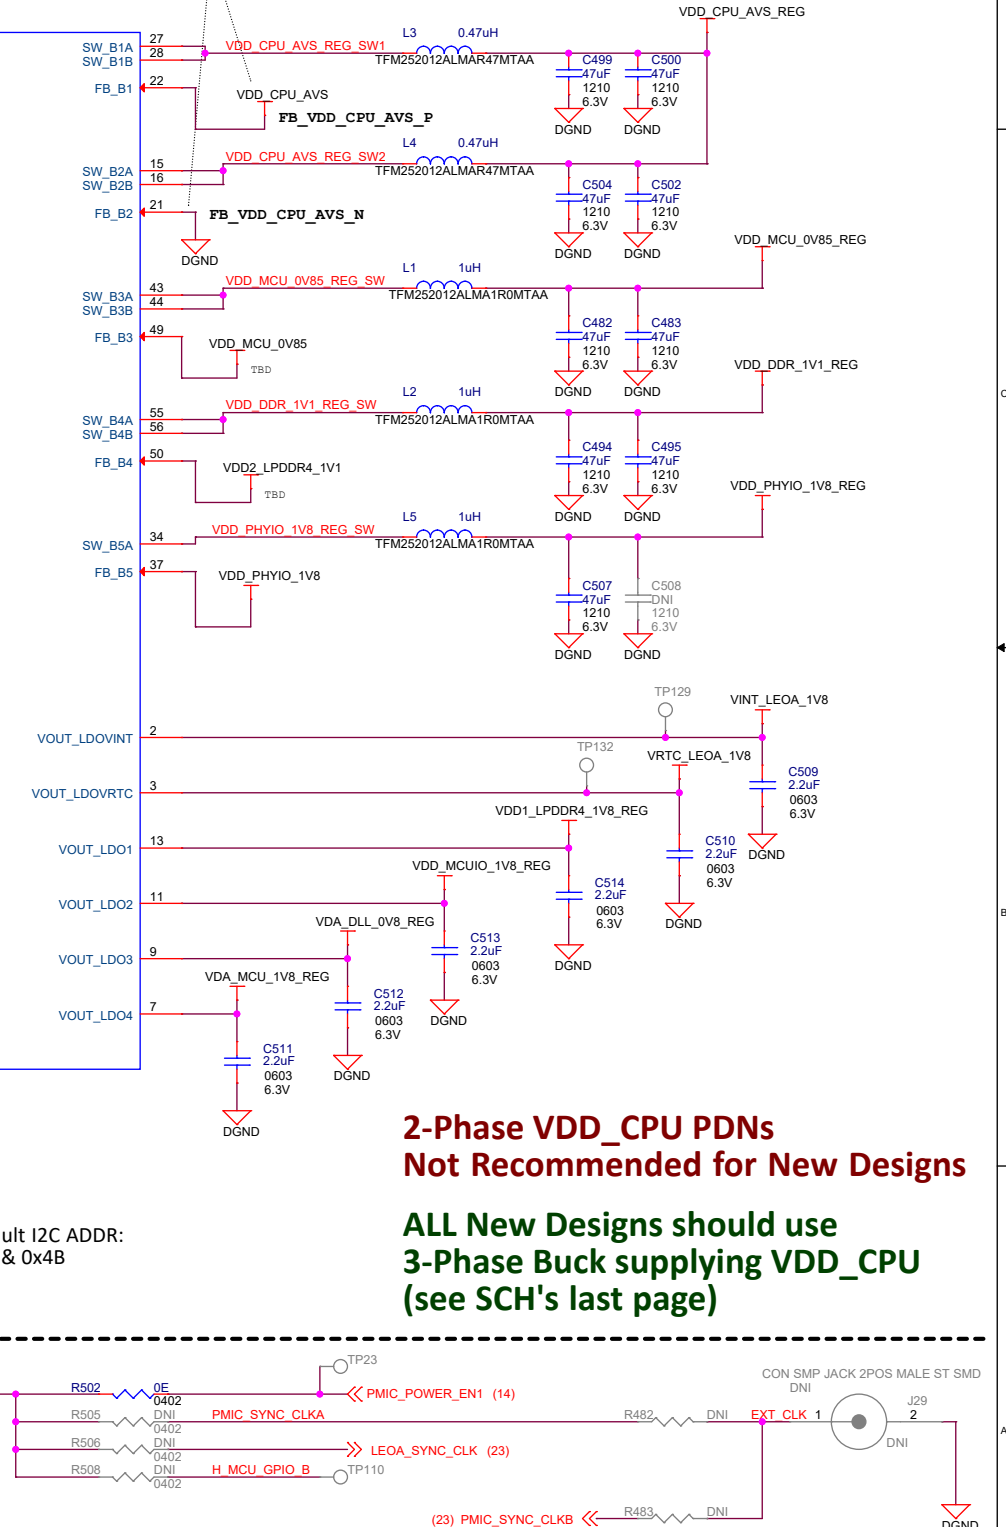 VDD_CPU_AVS_REG
SW_B1A 27
SW_B1B 28
VDD_CPU_AVS_REG_SW1
L3 0.47uH
TFM252012ALMAR47MTAA
C499
47uF
1210
6.3V
DGND
C500
47uF
1210
6.3V
DGND
FB_B1 22
VDD_CPU_AVS
FB_VDD_CPU_AVS_P
SW_B2A 15
SW_B2B 16
VDD_CPU_AVS_REG_SW2
L4 0.47uH
TFM252012ALMAR47MTAA
C504
47uF
1210
6.3V
DGND
C502
47uF
1210
6.3V
DGND
FB_B2 21
FB_VDD_CPU_AVS_N
DGND
VDD_MCU_0V85_REG
SW_B3A 43
SW_B3B 44
VDD_MCU_0V85_REG_SW
L1 1uH
TFM252012ALMA1R0MTAA
C482
47uF
1210
6.3V
DGND
C483
47uF
1210
6.3V
DGND
FB_B3 49
VDD_MCU_0V85
TBD
VDD_DDR_1V1_REG
C
SW_B4A 55
SW_B4B 56
VDD_DDR_1V1_REG_SW
L2 1uH
TFM252012ALMA1R0MTAA
C494
47uF
1210
6.3V
DGND
C495
47uF
1210
6.3V
DGND
FB_B4 50
VDD2_LPDDR4_1V1
TBD
VDD_PHYIO_1V8_REG
SW_B5A 34
VDD_PHYIO_1V8_REG_SW
L5 1uH
TFM252012ALMA1R0MTAA
C507
47uF
1210
6.3V
DGND
C508
DNI
1210
6.3V
DGND
FB_B5 37
VDD_PHYIO_1V8
TP129
VINT_LEOA_1V8
VOUT_LDOVINT 2
C509
2.2uF
0603
6.3V
DGND
TP132
VRTC_LEOA_1V8
VOUT_LDOVRTC 3
C510
2.2uF
0603
6.3V
DGND
VDD1_LPDDR4_1V8_REG
VOUT_LDO1 13
C514
2.2uF
0603
6.3V
DGND
VDD_MCUIO_1V8_REG
VOUT_LDO2 11
B
C513
2.2uF
0603
6.3V
DGND
VDA_DLL_0V8_REG
VOUT_LDO3 9
C512
2.2uF
0603
6.3V
DGND
VDA_MCU_1V8_REG
VOUT_LDO4 7
C511
2.2uF
0603
6.3V
DGND
2-Phase VDD_CPU PDNs
Not Recommended for New Designs
ALL New Designs should use
3-Phase Buck supplying VDD_CPU
(see SCH's last page)
ult I2C ADDR:
& 0x4B
TP23
R502 0E
0402
PMIC_POWER_EN1 (14)
R505 DNI
0402
PMIC_SYNC_CLKA
R482 DNI
EXT_CLK 1
CON SMP JACK 2POS MALE ST SMD
DNI
J29
2
DNI
A
R506 DNI
0402
LEOA_SYNC_CLK (23)
R508 DNI
0402
H_MCU_GPIO_B
TP110
(23) PMIC_SYNC_CLKB
R483 DNI
DGND